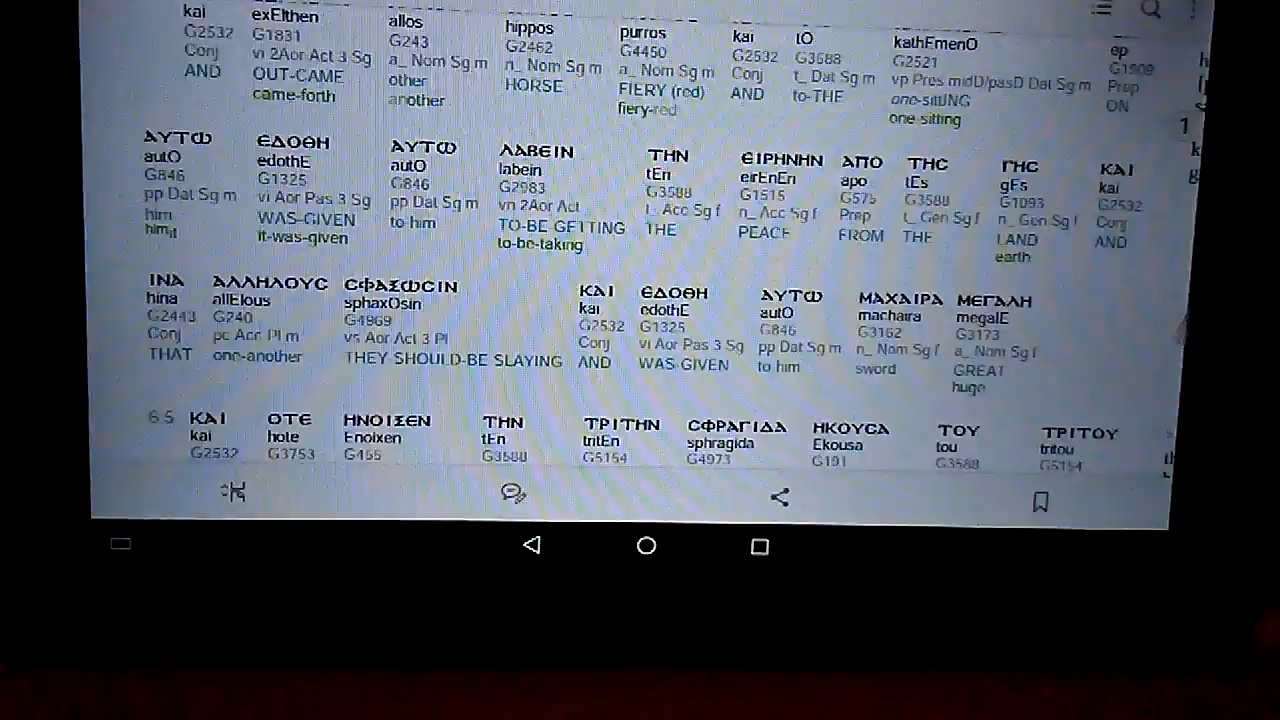 kai exElthen allos hippos purros kai tO kathEmenO ep
G2532 G1831 G243 G2462 G4450 G2532 G3588 G2521 G1909
Conj vi 2Aor Act 3 Sg a_ Nom Sg m n_ Nom Sg m a_ Nom Sg m Conj t_ Dat Sg m vp Pres midD/pasD Dat Sg m Prep
AND OUT-CAME other HORSE FIERY (red) AND to-THE one-sittING ON
came-forth another fiery-red one sitting
ΑΥΤΩ ΕΔΟΘΗ ΑΥΤΩ ΛΑΒΕΙΝ ΤΗΝ ΕΙΡΗΝΗΝ ΑΠΟ ΤΗϹ ΓΗϹ ΚΑΙ
autO edothE autO labein tEn eirEnEn apo tEs gEs kai
G846 G1325 G846 G2983 G3588 G1515 G575 G3588 G1093 G2532
pp Dat Sg m vi Aor Pas 3 Sg pp Dat Sg m vn 2Aor Act t_ Acc Sg f n_ Acc Sg f Prep t_ Gen Sg f n_ Gen Sg f Conj
him WAS-GIVEN to him TO-BE GETTING THE PEACE FROM THE LAND AND
him it it-was-given to-be-taking earth
ΙΝΑ ΑΛΛΗΛΟΥϹ ϹΦΑΞΩϹΙΝ ΚΑΙ ΕΔΟΘΗ ΑΥΤΩ ΜΑΧΑΙΡΑ ΜΕΓΑΛΗ
hina allElous sphaxOsin kai edothE autO machaira megalE
G2443 G240 G4969 G2532 G1325 G846 G3162 G3173
Conj pc Acc Pl m vs Aor Act 3 Pl Conj vi Aor Pas 3 Sg pp Dat Sg m n_ Nom Sg f a_ Nom Sg f
THAT one-another THEY SHOULD-BE SLAYING AND WAS GIVEN to him sword GREAT
huge
6:5 ΚΑΙ ΟΤΕ ΗΝΟΙΞΕΝ ΤΗΝ ΤΡΙΤΗΝ ϹΦΡΑΓΙΔΑ ΗΚΟΥϹΑ ΤΟΥ ΤΡΙΤΟΥ
kai hote Enoixen tEn tritEn sphragida Ekousa tou tritou
G2532 G3753 G455 G3588 G5154 G4973 G191 G3588 G5154